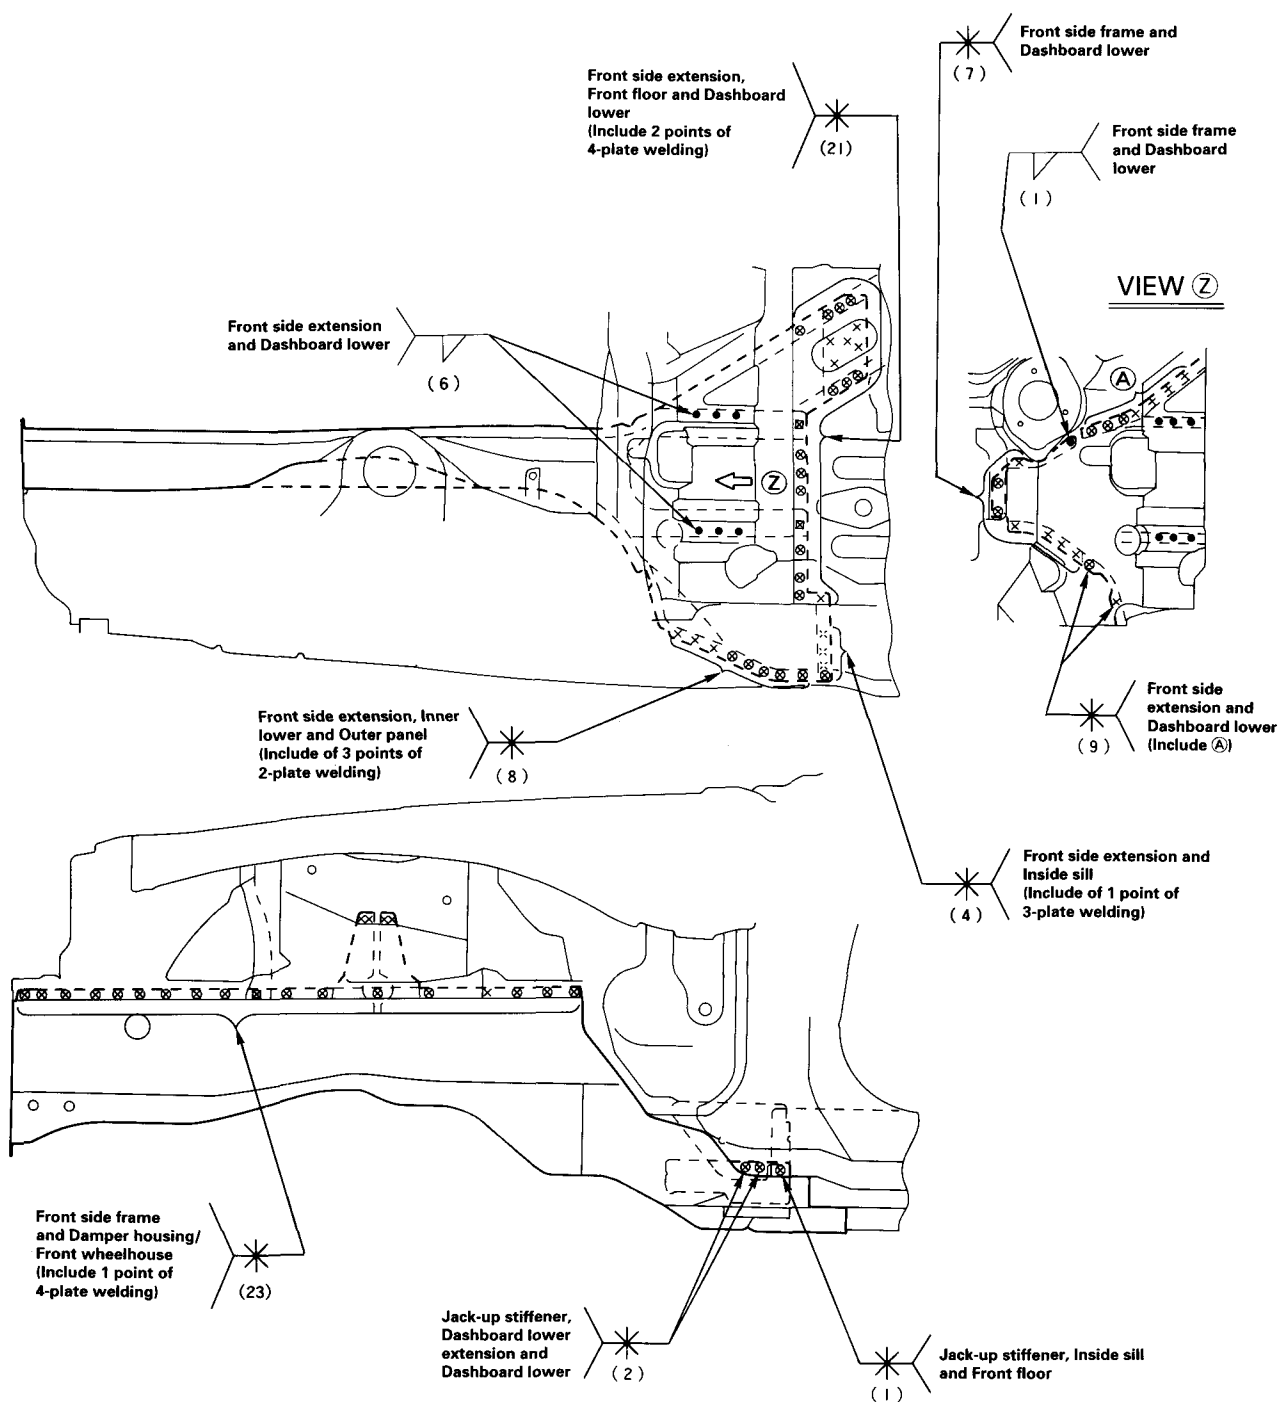 Front side frame and
Dashboard lower
(7)
Front side extension,
Front floor and Dashboard
lower
(Include 2 points of
4-plate welding)
(21)
Front side frame
and Dashboard
lower
(1)
VIEW Ⓩ
Front side extension
and Dashboard lower
(6)
Ⓐ
Ⓩ
Front side extension, Inner
lower and Outer panel
(Include of 3 points of
2-plate welding)
(8)
Front side
extension and
Dashboard lower
(Include Ⓐ)
(9)
Front side extension and
Inside sill
(Include of 1 point of
3-plate welding)
(4)
Front side frame
and Damper housing/
Front wheelhouse
(Include 1 point of
4-plate welding)
(23)
Jack-up stiffener,
Dashboard lower
extension and
Dashboard lower
(2)
Jack-up stiffener, Inside sill
and Front floor
(1)